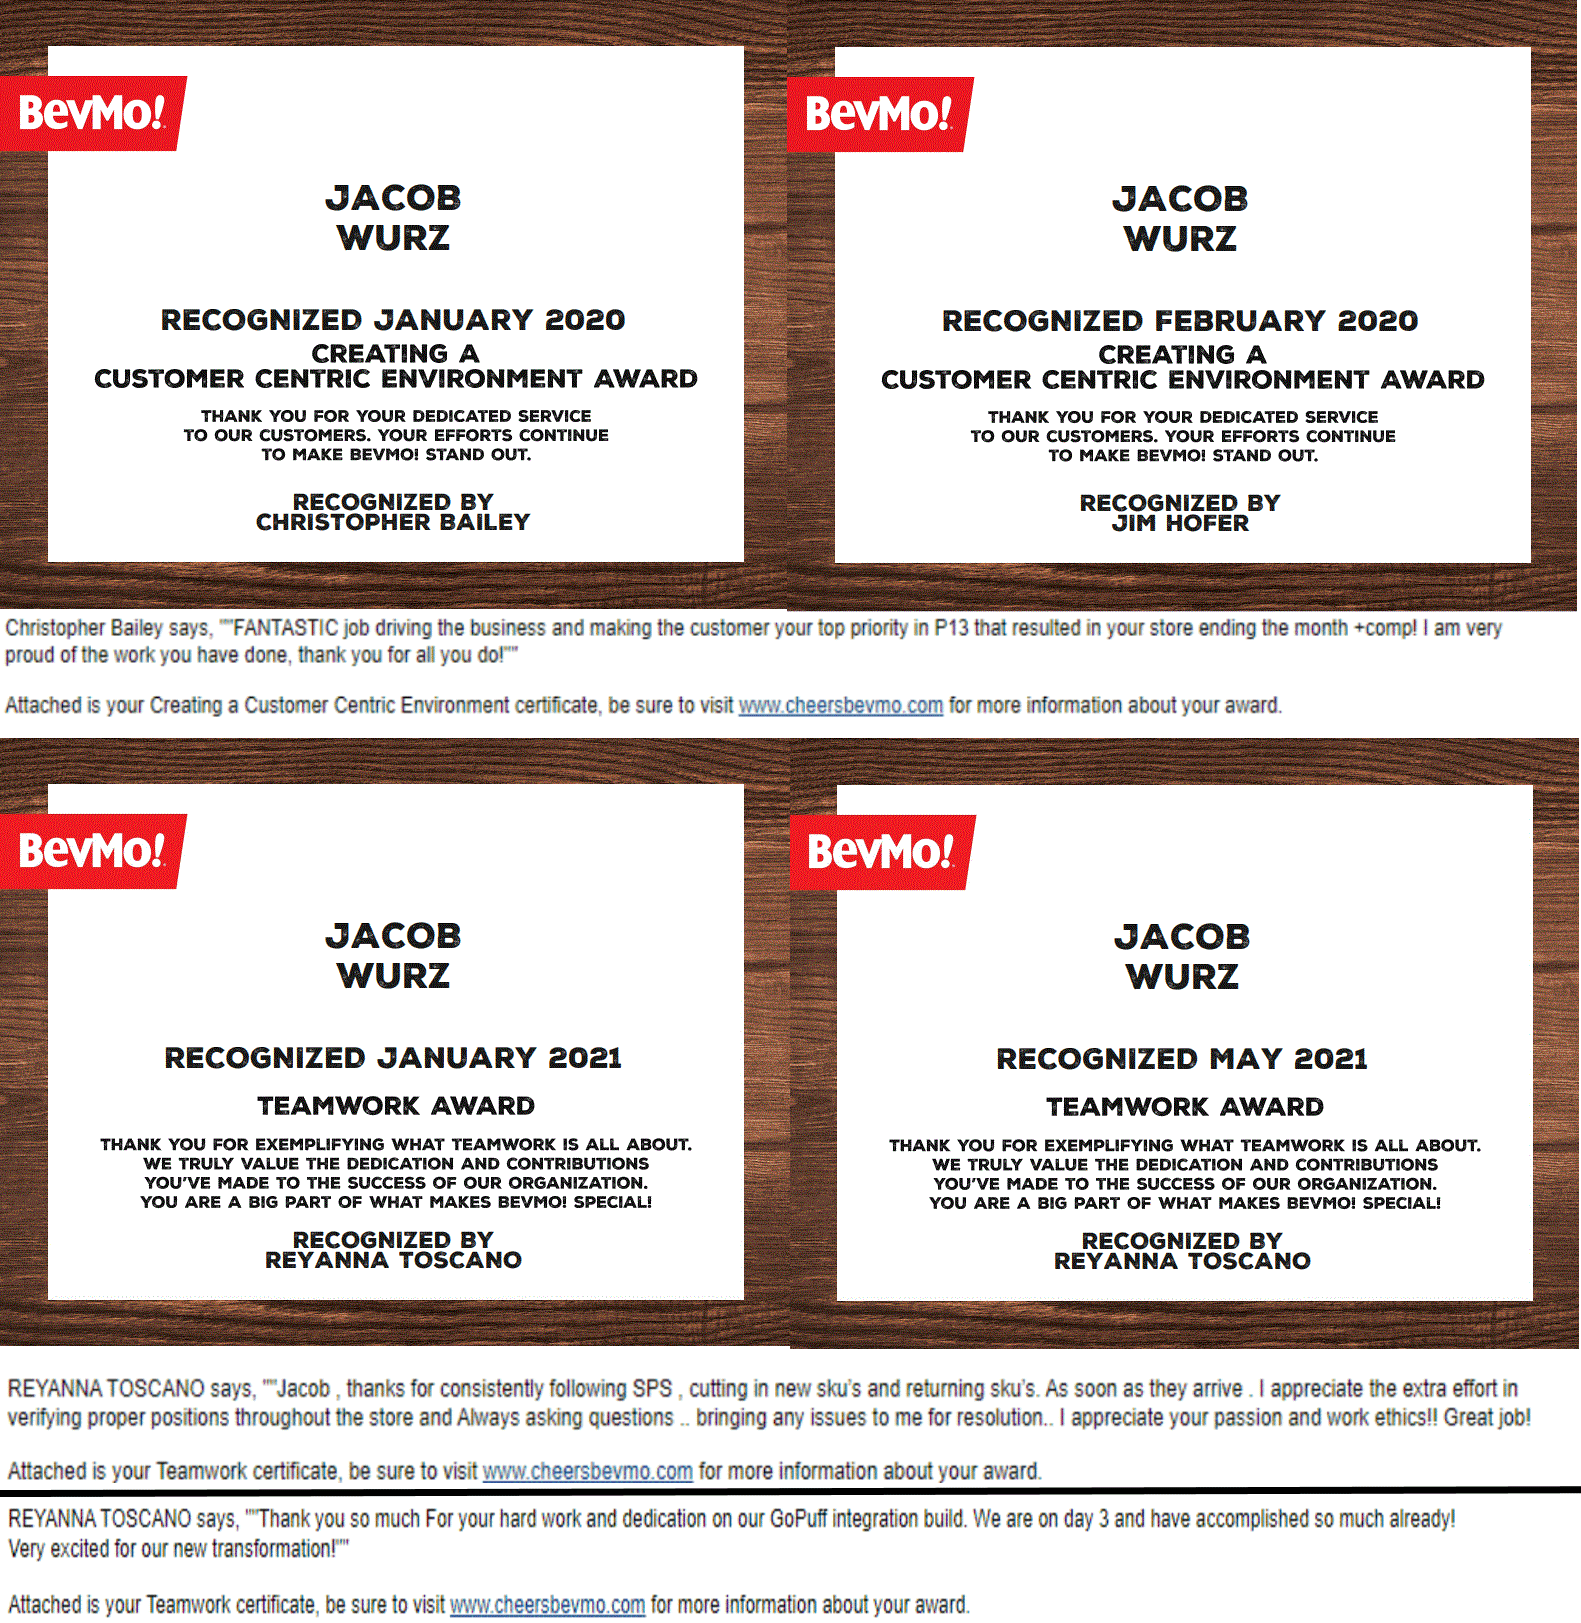 BevMo!
JACOB
WURZ
RECOGNIZED JANUARY 2020
CREATING A
CUSTOMER CENTRIC ENVIRONMENT AWARD
THANK YOU FOR YOUR DEDICATED SERVICE
TO OUR CUSTOMERS. YOUR EFFORTS CONTINUE
TO MAKE BEVMO! STAND OUT.
RECOGNIZED BY
CHRISTOPHER BAILEY
BevMo!
JACOB
WURZ
RECOGNIZED FEBRUARY 2020
CREATING A
CUSTOMER CENTRIC ENVIRONMENT AWARD
THANK YOU FOR YOUR DEDICATED SERVICE
TO OUR CUSTOMERS. YOUR EFFORTS CONTINUE
TO MAKE BEVMO! STAND OUT.
RECOGNIZED BY
JIM HOFER
Christopher Bailey says, ""FANTASTIC job driving the business and making the customer your top priority in P13 that resulted in your store ending the month +comp! I am very
proud of the work you have done, thank you for all you do!""
Attached is your Creating a Customer Centric Environment certificate, be sure to visit www.cheersbevmo.com for more information about your award.
BevMo!
JACOB
WURZ
RECOGNIZED JANUARY 2021
TEAMWORK AWARD
THANK YOU FOR EXEMPLIFYING WHAT TEAMWORK IS ALL ABOUT.
WE TRULY VALUE THE DEDICATION AND CONTRIBUTIONS
YOU'VE MADE TO THE SUCCESS OF OUR ORGANIZATION.
YOU ARE A BIG PART OF WHAT MAKES BEVMO! SPECIAL!
RECOGNIZED BY
REYANNA TOSCANO
BevMo!
JACOB
WURZ
RECOGNIZED MAY 2021
TEAMWORK AWARD
THANK YOU FOR EXEMPLIFYING WHAT TEAMWORK IS ALL ABOUT.
WE TRULY VALUE THE DEDICATION AND CONTRIBUTIONS
YOU'VE MADE TO THE SUCCESS OF OUR ORGANIZATION.
YOU ARE A BIG PART OF WHAT MAKES BEVMO! SPECIAL!
RECOGNIZED BY
REYANNA TOSCANO
REYANNA TOSCANO says, ""Jacob , thanks for consistently following SPS , cutting in new sku's and returning sku's. As soon as they arrive . I appreciate the extra effort in
verifying proper positions throughout the store and Always asking questions .. bringing any issues to me for resolution.. I appreciate your passion and work ethics!! Great job!
Attached is your Teamwork certificate, be sure to visit www.cheersbevmo.com for more information about your award.
REYANNA TOSCANO says, ""Thank you so much For your hard work and dedication on our GoPuff integration build. We are on day 3 and have accomplished so much already!
Very excited for our new transformation!""
Attached is your Teamwork certificate, be sure to visit www.cheersbevmo.com for more information about your award.